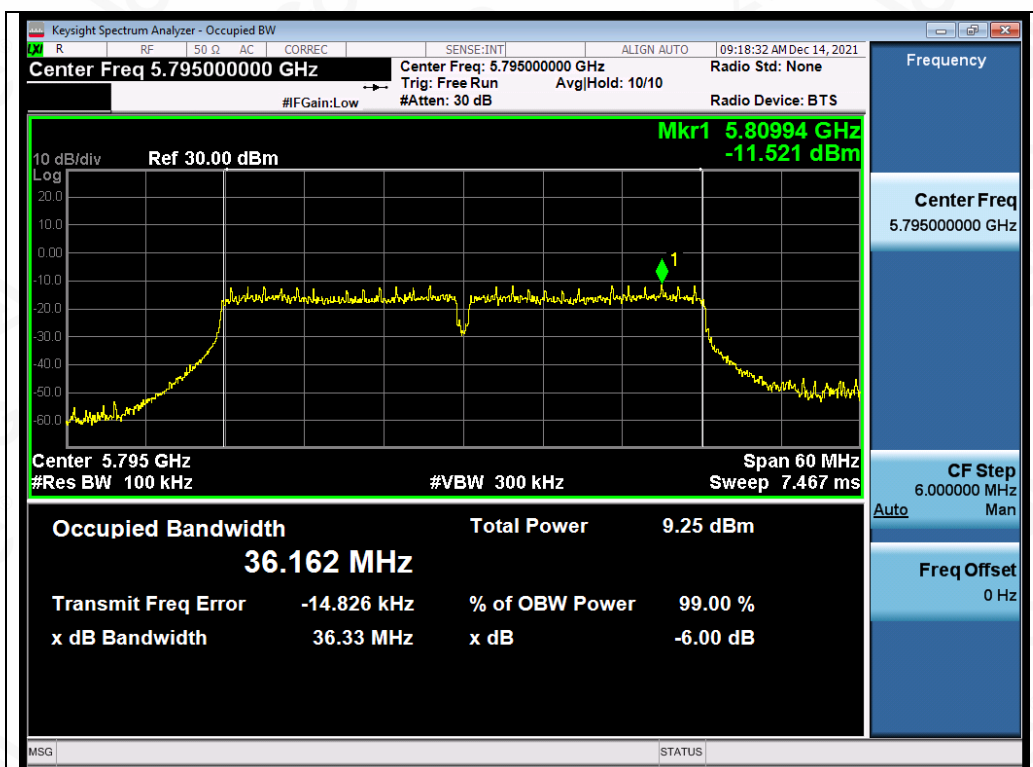 Keysight Spectrum Analyzer - Occupied BW
LXI R RF 50 Ω AC CORREC SENSE:INT ALIGN AUTO 09:18:32 AM Dec 14, 2021
Center Freq 5.795000000 GHz Center Freq: 5.795000000 GHz Radio Std: None
Trig: Free Run Avg|Hold: 10/10
#IFGain:Low #Atten: 30 dB Radio Device: BTS
Mkr1 5.80994 GHz
-11.521 dBm
10 dB/div Ref 30.00 dBm
Log
20.0
10.0
0.00
1
-10.0
-20.0
-30.0
-40.0
-50.0
-60.0
Center 5.795 GHz Span 60 MHz
#Res BW 100 kHz #VBW 300 kHz Sweep 7.467 ms
Occupied Bandwidth Total Power 9.25 dBm
36.162 MHz
Transmit Freq Error -14.826 kHz % of OBW Power 99.00 %
x dB Bandwidth 36.33 MHz x dB -6.00 dB
MSG STATUS
Frequency
Center Freq
5.795000000 GHz
CF Step
6.000000 MHz
Auto Man
Freq Offset
0 Hz